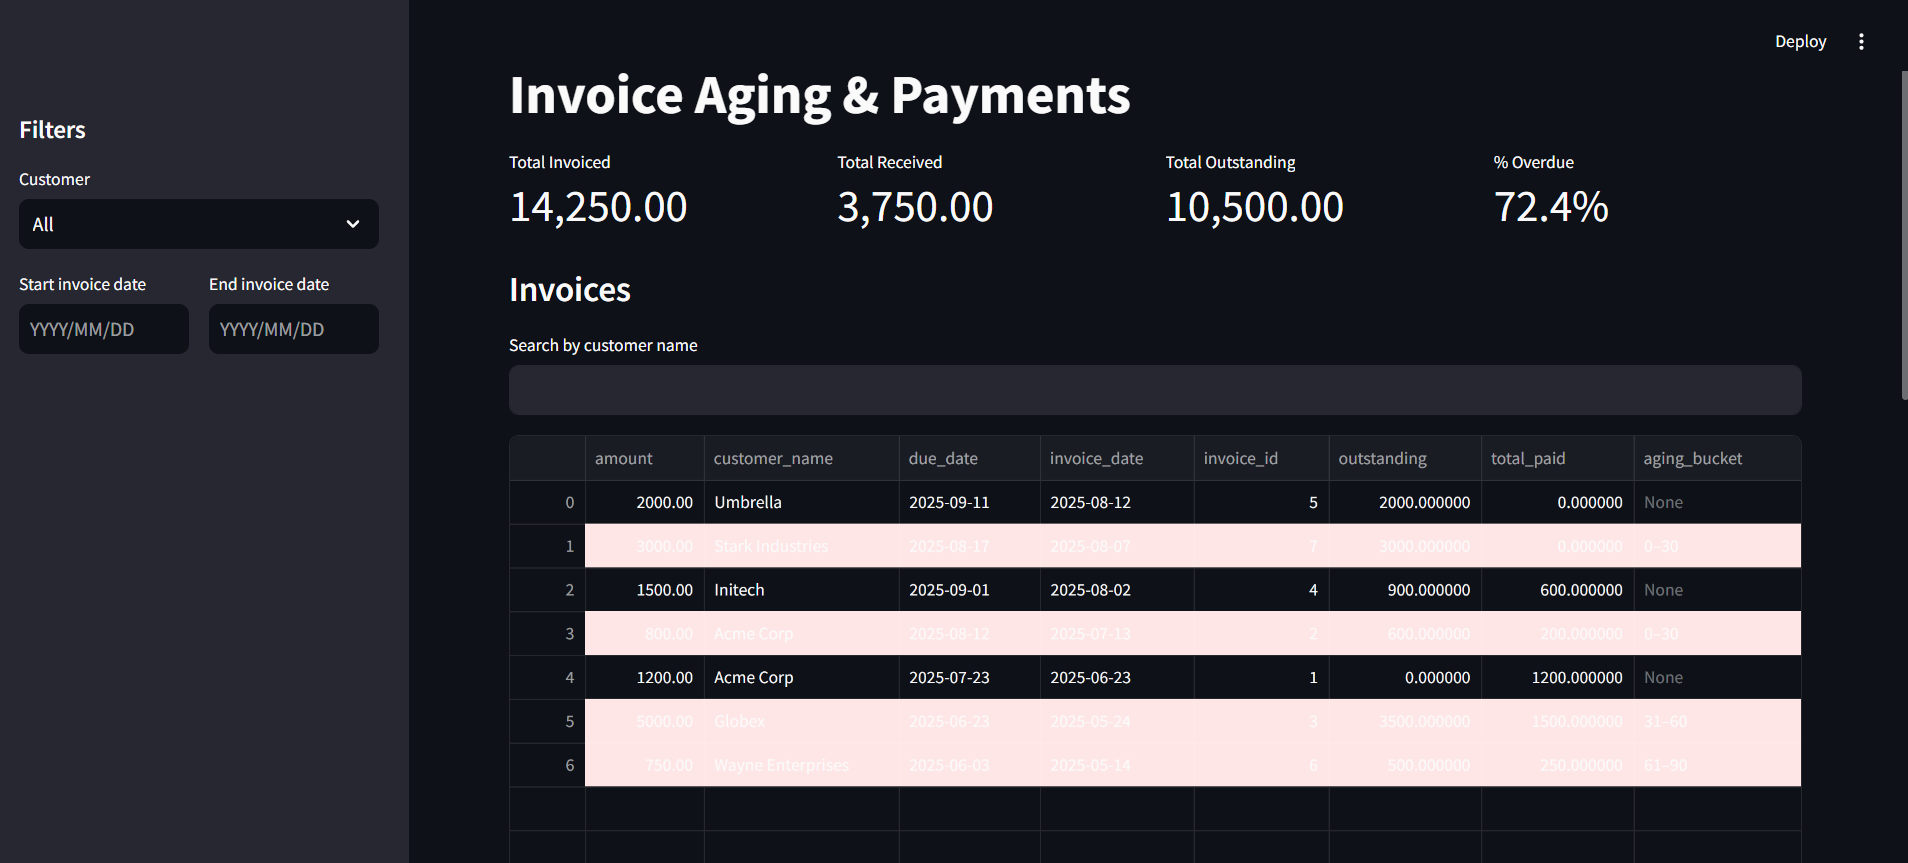 Deploy
Filters
Customer
All
Start invoice date End invoice date
YYYY/MM/DD YYYY/MM/DD
Invoice Aging & Payments
Total Invoiced Total Received Total Outstanding % Overdue
14,250.00 3,750.00 10,500.00 72.4%
Invoices
Search by customer name
amount customer_name due_date invoice_date invoice_id outstanding total_paid aging_bucket
0 2000.00 Umbrella 2025-09-11 2025-08-12 5 2000.000000 0.000000 None
1 3000.00 Stark Industries 2025-08-17 2025-08-07 7 3000.000000 0.000000 0–30
2 1500.00 Initech 2025-09-01 2025-08-02 4 900.000000 600.000000 None
3 800.00 Acme Corp 2025-08-12 2025-07-13 2 600.000000 200.000000 0–30
4 1200.00 Acme Corp 2025-07-23 2025-06-23 1 0.000000 1200.000000 None
5 5000.00 Globex 2025-06-23 2025-05-24 3 3500.000000 1500.000000 31–60
6 750.00 Wayne Enterprises 2025-06-03 2025-05-14 6 500.000000 250.000000 61–90